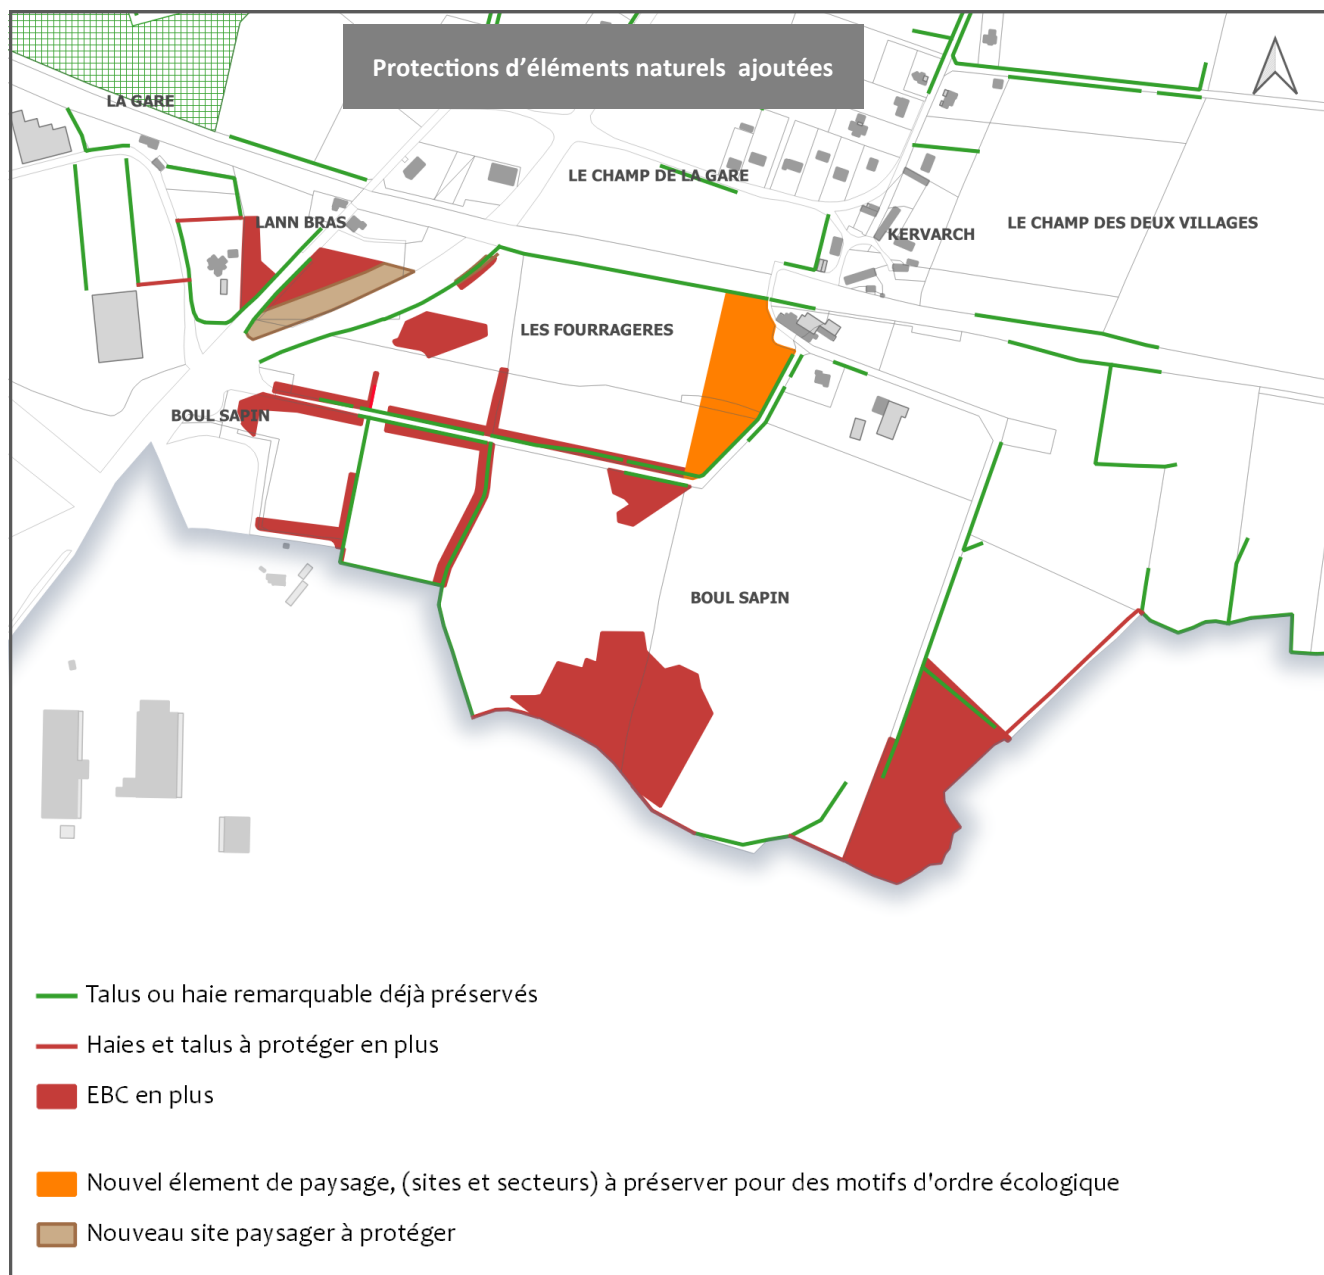 Protections d'éléments naturels ajoutées
LA GARE
LE CHAMP DE LA GARE
LANN BRAS
KERVARCH
LE CHAMP DES DEUX VILLAGES
LES FOURRAGERES
BOUL SAPIN
BOUL SAPIN
Talus ou haie remarquable déjà préservés
Haies et talus à protéger en plus
EBC en plus
Nouvel élement de paysage, (sites et secteurs) à préserver pour des motifs d'ordre écologique
Nouveau site paysager à protéger